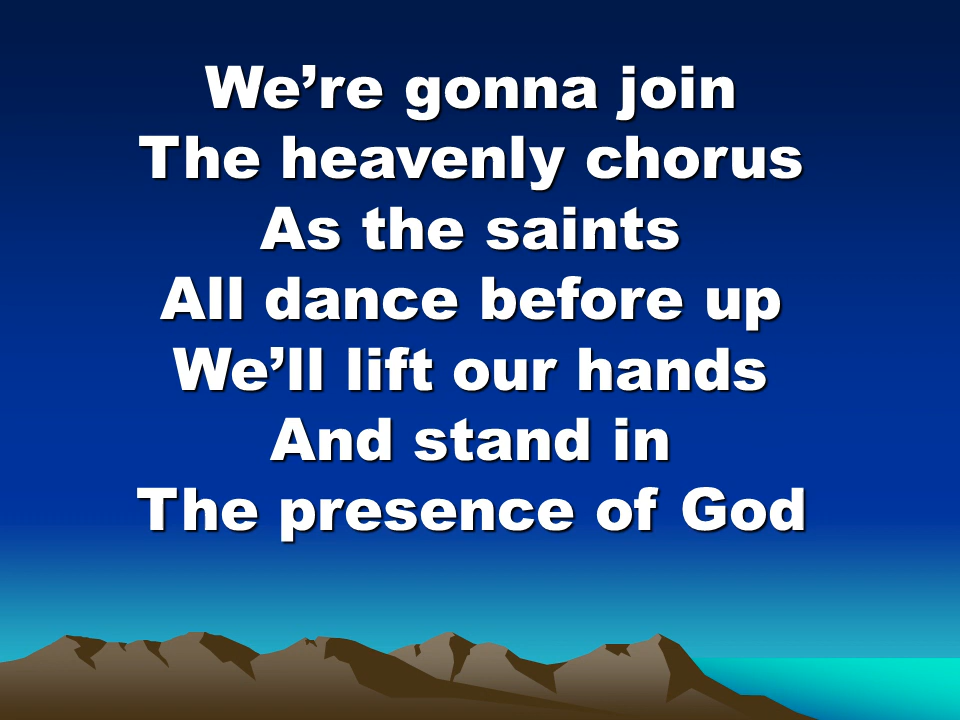 We’re gonna join
The heavenly chorus
As the saints
All dance before up
We’ll lift our hands
And stand in
The presence of God